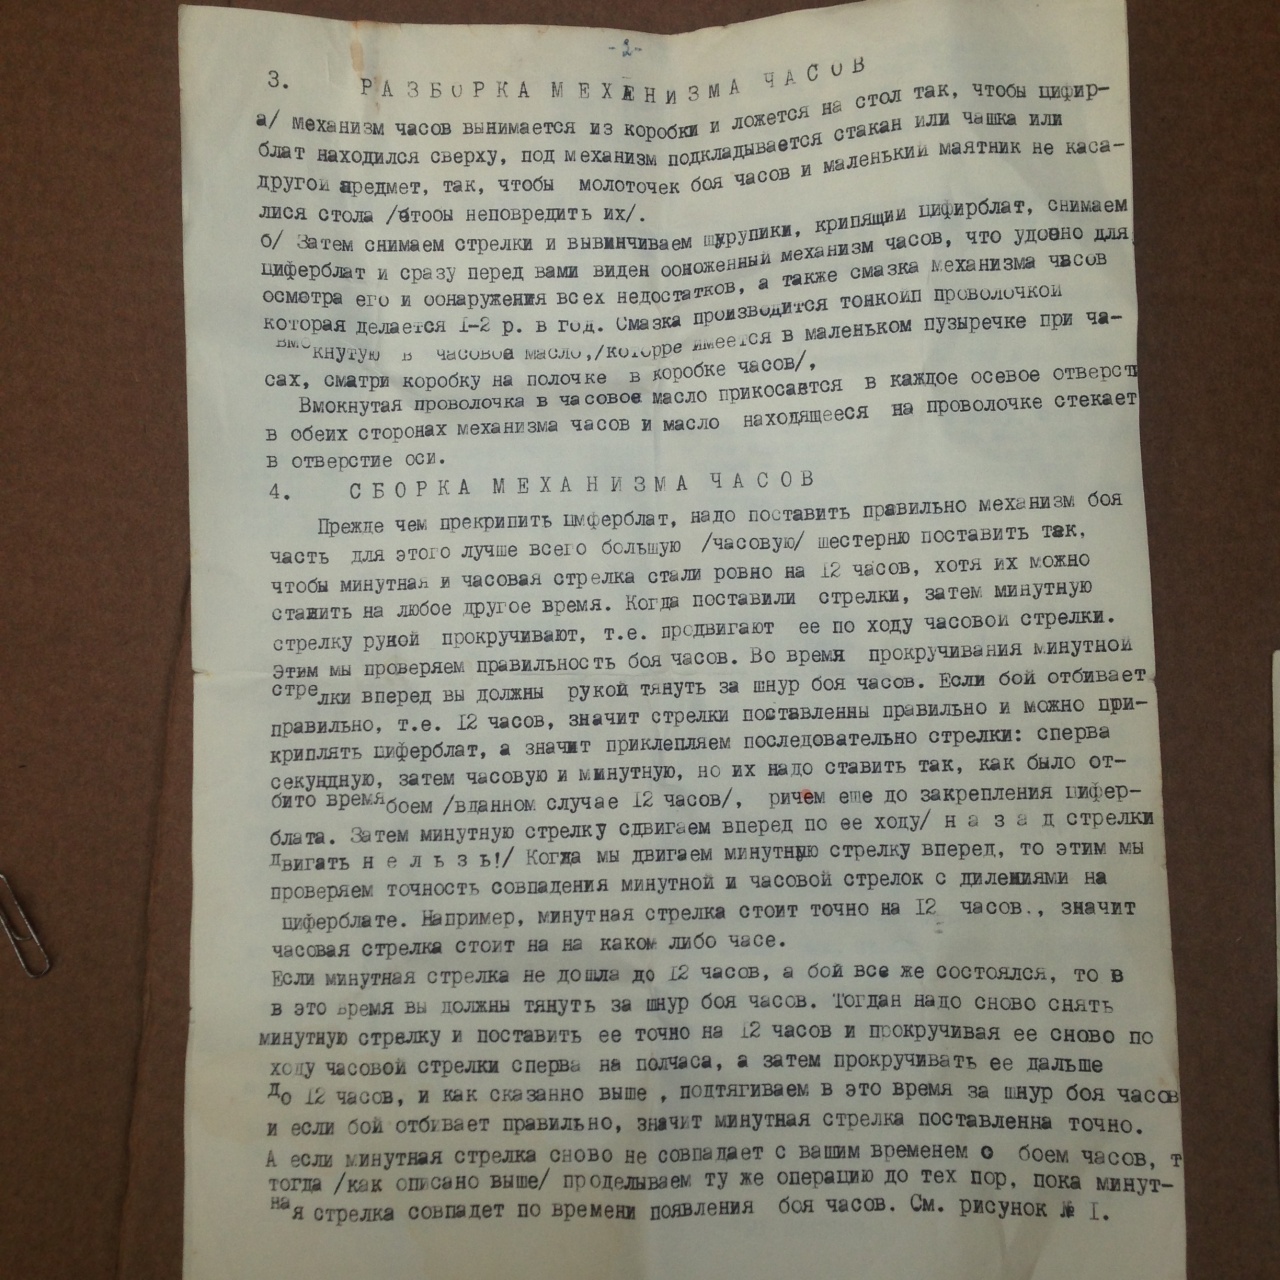 -2-
3. РАЗБОРКА МЕХЕНИЗМА ЧАСОВ
а/ механизм часов вынимается из коробки и ложется на стол так, чтобы цифир-
блат находился сверху, под механизм подкладывается стакан или чашка или
другой предмет, так, чтобы молоточек боя часов и маленький маятник не каса-
лися стола /чтобы неповредить их/.
б/ Затем снимаем стрелки и вывинчиваем шурупики, крипящии цифирблат, снимаем
циферблат и сразу перед вами виден обноженный механизм часов, что удобно для
осмотра его и обнаружения всех недостатков, а также смазка механизма часов
которая делается 1-2 р. в год. Смазка производится тонкойп проволочкой
вмокнутую в часовое масло,/которре имеется в маленьком пузыречке при ча-
сах, сматри коробку на полочке в коробке часов/,
Вмокнутая проволочка в часовое масло прикосается в каждое осевое отверсти
в обеих сторонах механизма часов и масло находящееся на проволочке стекает
в отверстие оси.
4. СБОРКА МЕХАНИЗМА ЧАСОВ
Прежде чем прекрипить цмферблат, надо поставить правильно механизм боя
часть для этого лучше всего большую /часовую/ шестерню поставить так,
чтобы минутная и часовая стрелка стали ровно на 12 часов, хотя их можно
ставить на любое другое время. Когда поставили стрелки, затем минутную
стрелку рукой прокручивают, т.е. продвигают ее по ходу часовой стрелки.
Этим мы проверяем правильность боя часов. Во время прокручивания минутной
стрелки вперед вы должны рукой тянуть за шнур боя часов. Если бой отбивает
правильно, т.е. 12 часов, значит стрелки поставленны правильно и можно при-
криплять циферблат, а значит приклепляем последовательно стрелки: сперва
секундную, затем часовую и минутную, но их надо ставить так, как было от-
бито время боем /вданном случае 12 часов/, ричем еще до закрепления цифер-
блата. Затем минутную стрелку сдвигаем вперед по ее ходу/ н а з а д стрелки
двигать н е л ь з ь!/ Когда мы двигаем минутную стрелку вперед, то этим мы
проверяем точность совпадения минутной и часовой стрелок с дилениями на
циферблате. Например, минутная стрелка стоит точно на 12 часов., значит
часовая стрелка стоит на на каком либо часе.
Если минутная стрелка не дошла до 12 часов, а бой все же состоялся, то в
в это время вы должны тянуть за шнур боя часов. Тогдан надо сново снять
минутную стрелку и поставить ее точно на 12 часов и прокручивая ее сново по
ходу часовой стрелки сперва на полчаса, а затем прокручивать ее дальше
до 12 часов, и как сказанно выше , подтягиваем в это время за шнур боя часов
и если бой отбивает правильно, значит минутная стрелка поставленна точно.
А если минутная стрелка сново не совпадает с вашим временем с боем часов, т
тогда /как описано выше/ проделываем ту же операцию до тех пор, пока минут-
ная стрелка совпадет по времени появления боя часов. См. рисунок № 1.